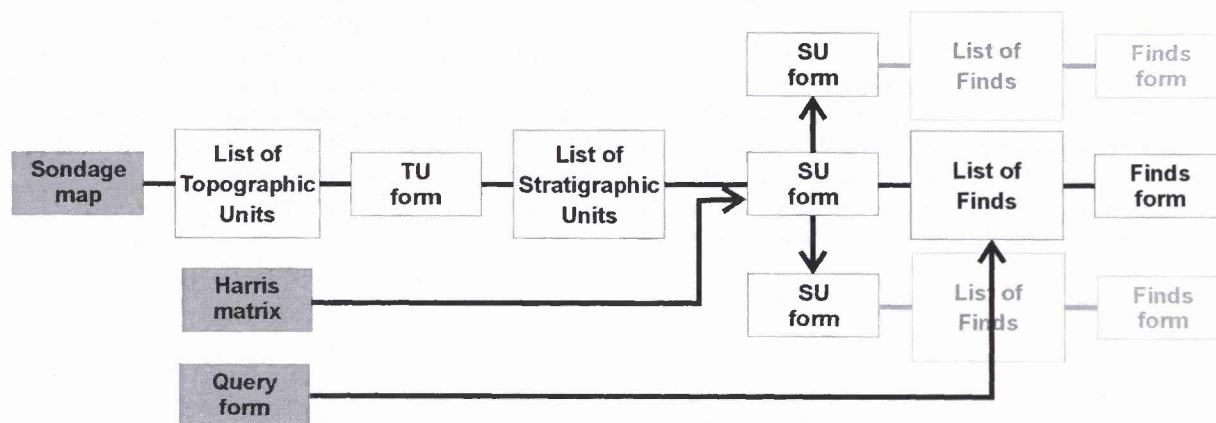 SU
form
List of
Finds
Finds
form
Sondage
map
List of
Topographic
Units
TU
form
List of
Stratigraphic
Units
SU
form
List of
Finds
Finds
form
Harris
matrix
SU
form
List of
Finds
Finds
form
Query
form